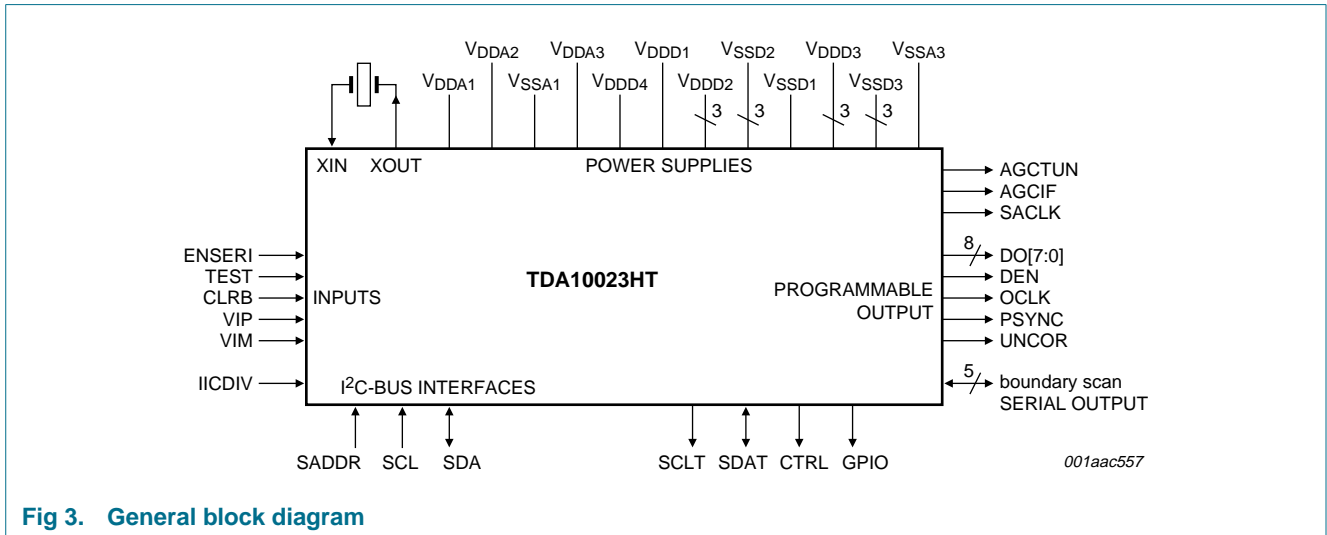 VDDA2 VDDA3 VDDD1 VSSD2 VDDD3 VSSA3
VDDA1 VSSA1 VDDD4 VDDD2 VSSD1 VSSD3
3 3 3 3
XIN XOUT POWER SUPPLIES
AGCTUN
AGCIF
SACLK
ENSERI
TEST
CLRB
VIP
VIM
INPUTS
TDA10023HT
PROGRAMMABLE
OUTPUT
8
DO[7:0]
DEN
OCLK
PSYNC
UNCOR
IICDIV
I2C-BUS INTERFACES
5
boundary scan
SERIAL OUTPUT
SADDR SCL SDA SCLT SDAT CTRL GPIO
001aac557
Fig 3. General block diagram